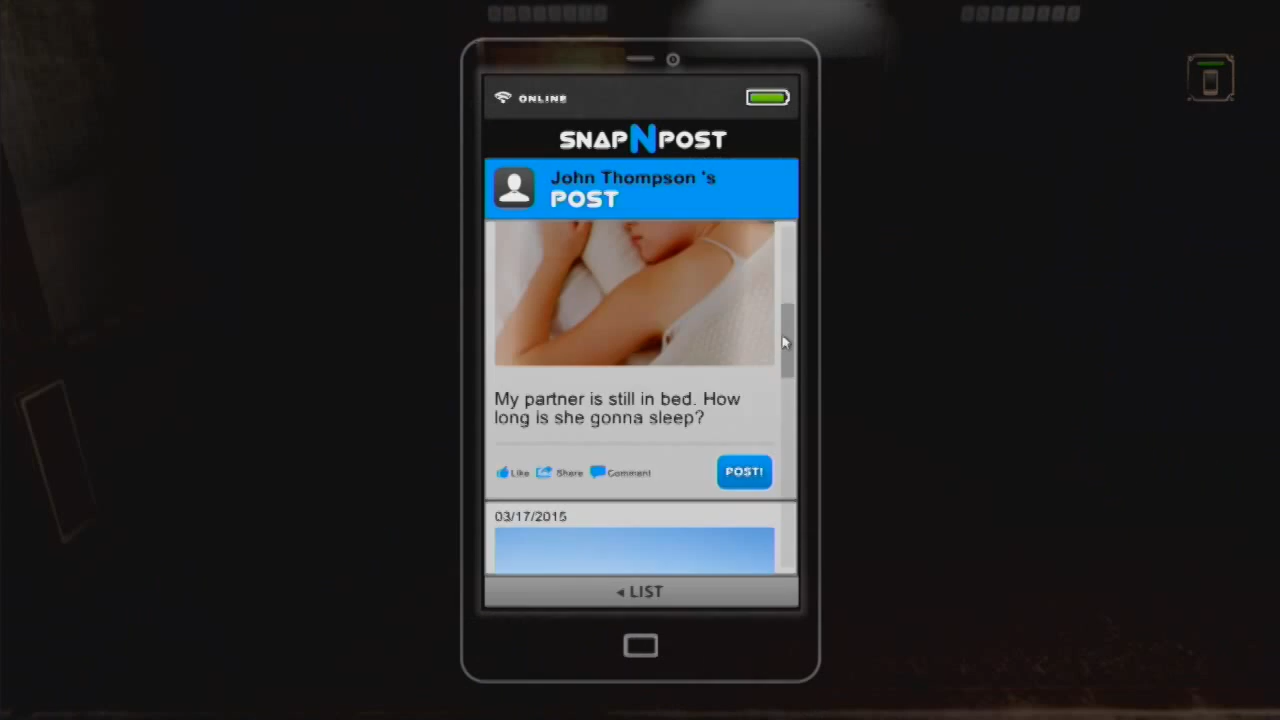 ONLINE
SNAPNPOST
John Thompson 's
POST
My partner is still in bed. How
long is she gonna sleep?
Like Share Comment POST!
03/17/2015
LIST